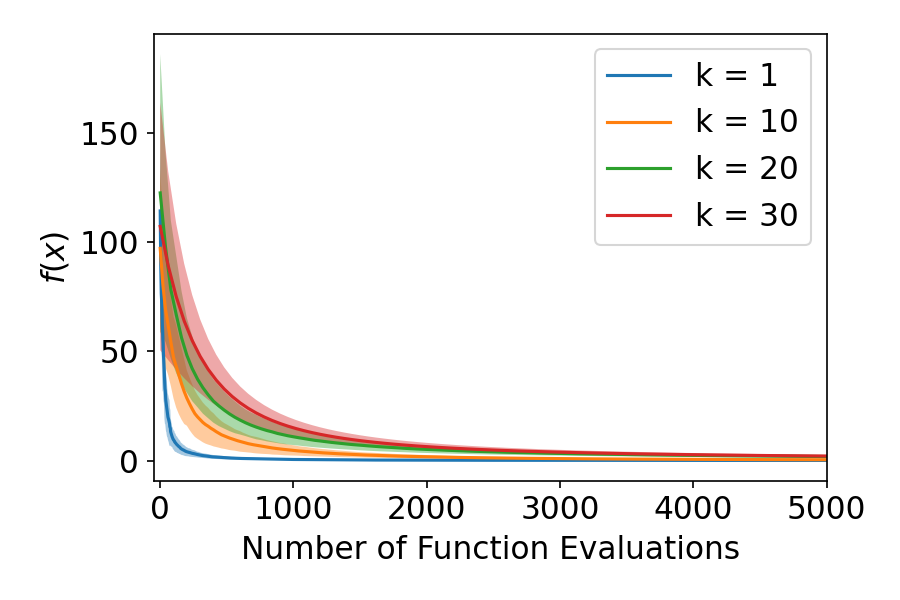 k = 1
k = 10
k = 20
k = 30
150
100
50
0
f(x)
0 1000 2000 3000 4000 5000
Number of Function Evaluations